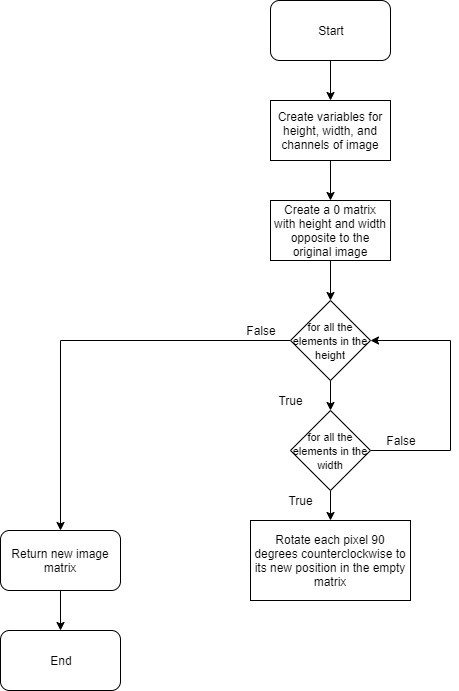 Start
Create variables for
height, width, and
channels of image
Create a 0 matrix
with height and width
opposite to the
original image
False
for all the
elements in the
height
True
for all the
elements in the
width
False
True
Rotate each pixel 90
degrees counterclockwise to
its new position in the empty
matrix
Return new image
matrix
End